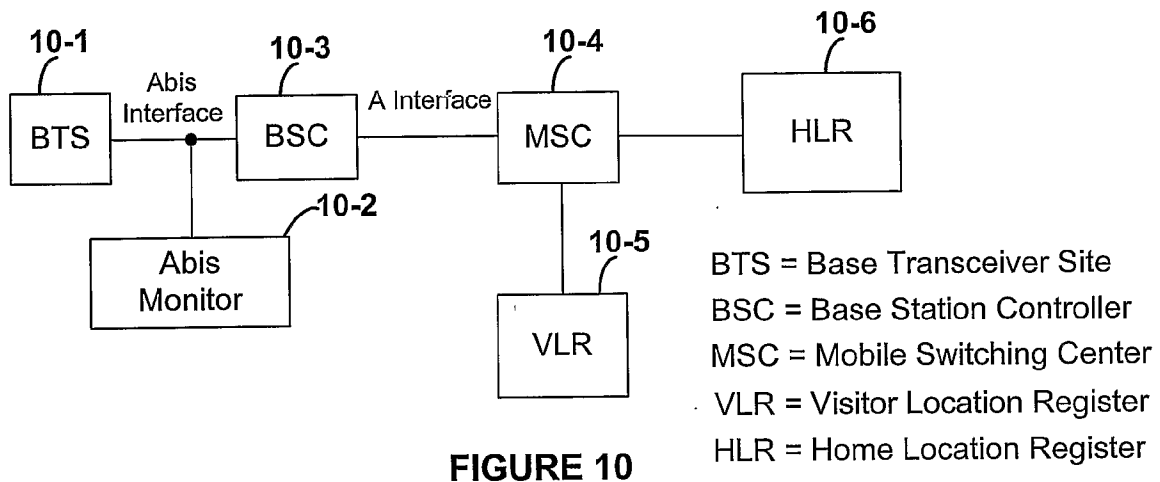 10-1
10-3
10-4
10-6
Abis
Interface
A Interface
BTS
BSC
MSC
HLR
10-2
Abis
Monitor
10-5
VLR
BTS = Base Transceiver Site
BSC = Base Station Controller
MSC = Mobile Switching Center
VLR = Visitor Location Register
HLR = Home Location Register
FIGURE 10